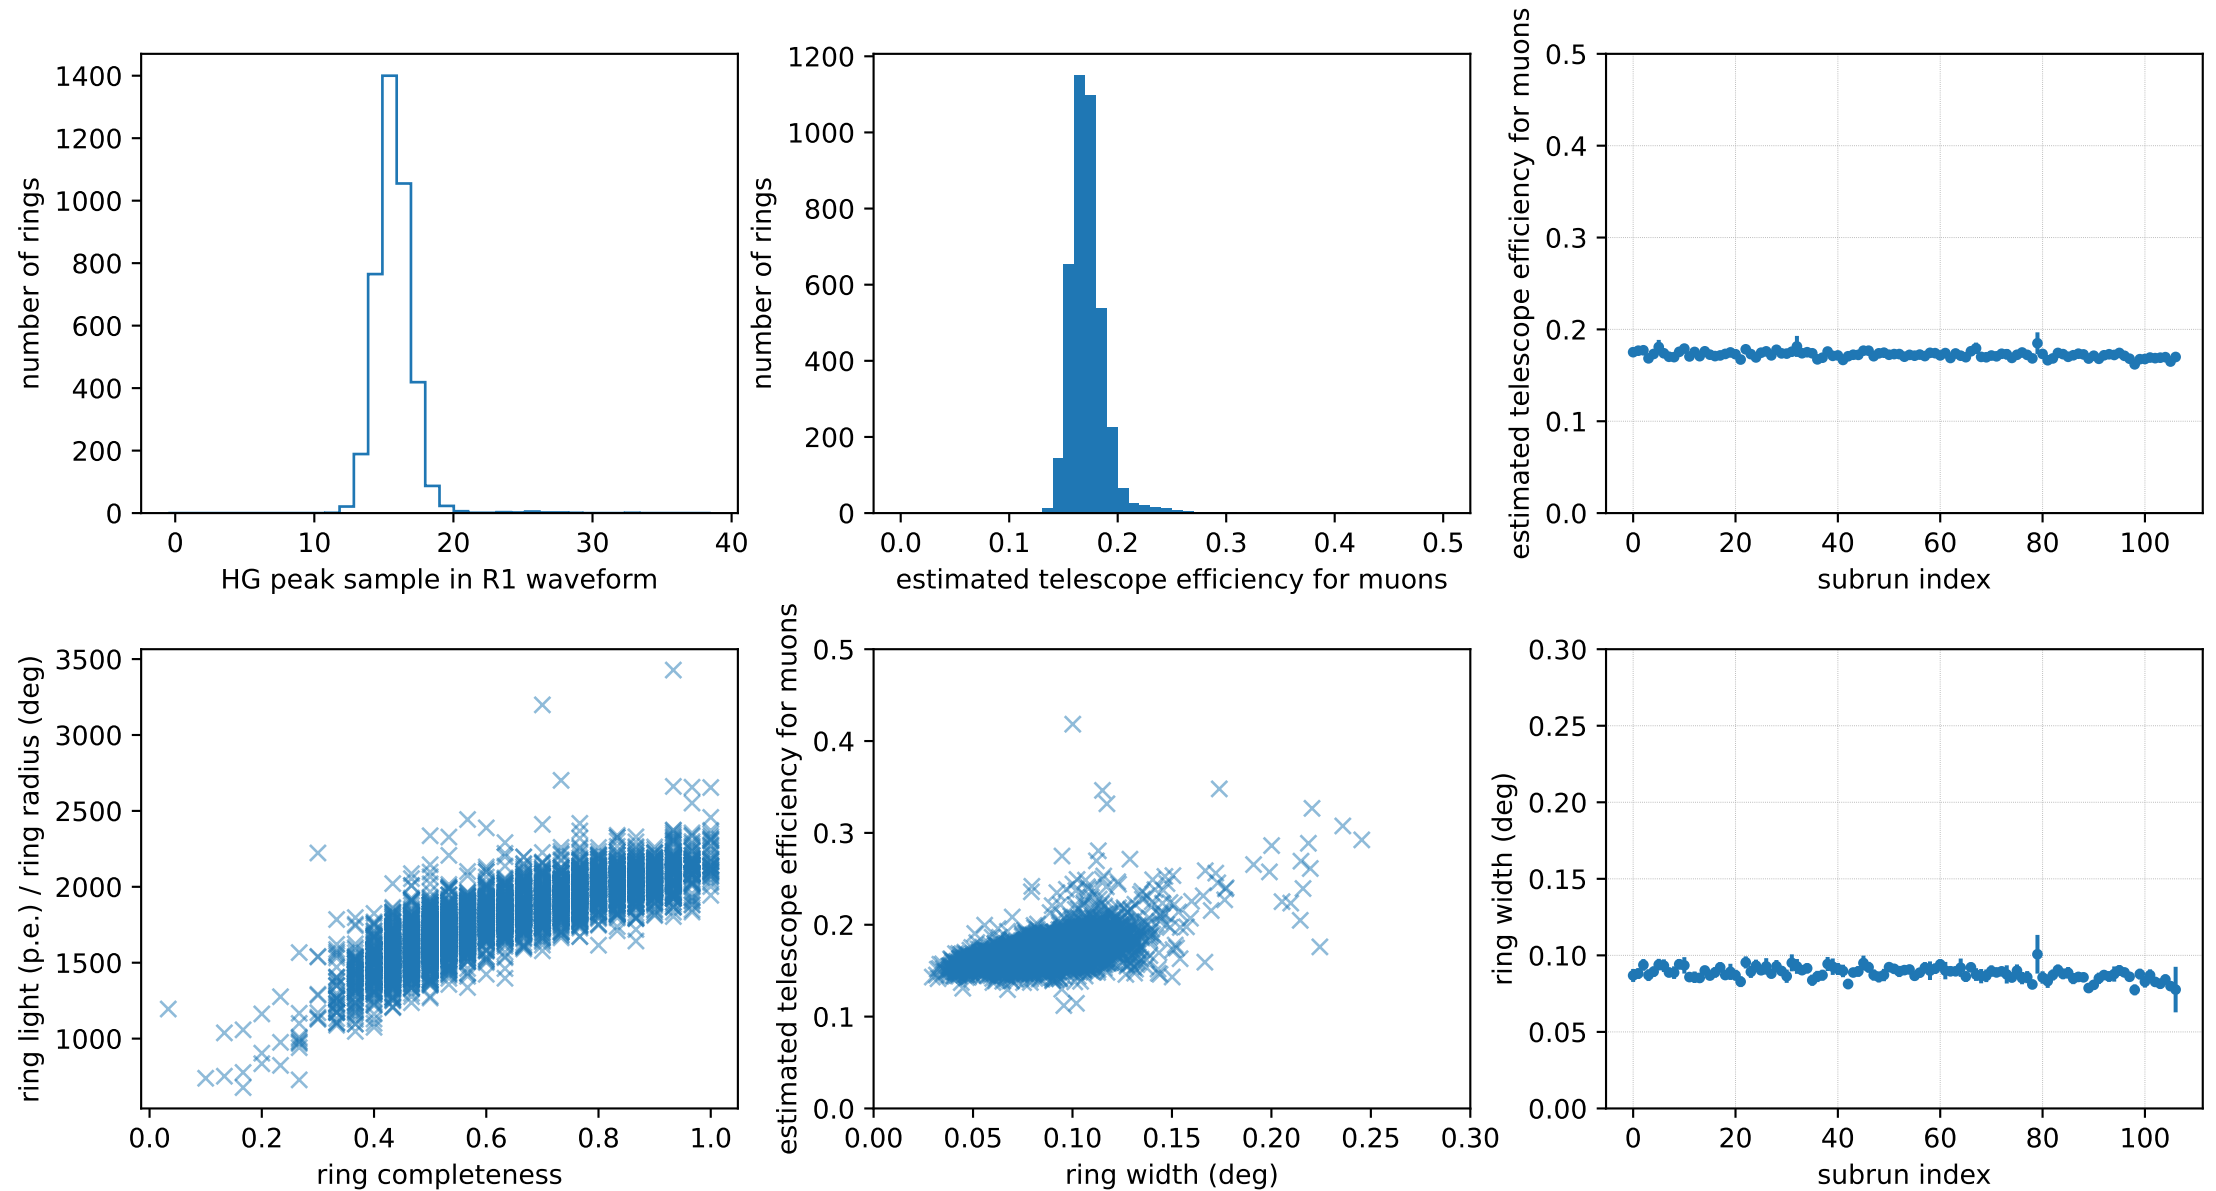 number of rings
1400
1200
1000
800
600
400
200
0
0 10 20 30 40
HG peak sample in R1 waveform
number of rings
1200
1000
800
600
400
200
0
0.0 0.1 0.2 0.3 0.4 0.5
estimated telescope efficiency for muons
estimated telescope efficiency for muons
0.5
0.4
0.3
0.2
0.1
0.0
0 20 40 60 80 100
subrun index
ring light (p.e.) / ring radius (deg)
3500
3000
2500
2000
1500
1000
0.0 0.2 0.4 0.6 0.8 1.0
ring completeness
estimated telescope efficiency for muons
0.5
0.4
0.3
0.2
0.1
0.0
0.00 0.05 0.10 0.15 0.20 0.25 0.30
ring width (deg)
ring width (deg)
0.30
0.25
0.20
0.15
0.10
0.05
0.00
0 20 40 60 80 100
subrun index